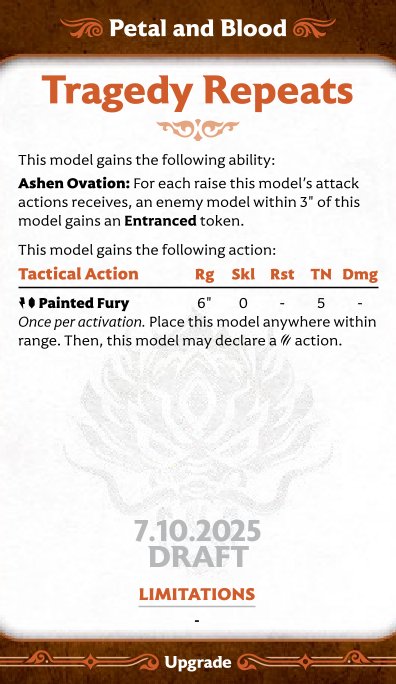 Petal and Blood
Tragedy Repeats
This model gains the following ability:
Ashen Ovation: For each raise this model's attack
actions receives, an enemy model within 3" of this
model gains an Entranced token.
This model gains the following action:
Tactical Action Rg Skl Rst TN Dmg
Painted Fury 6" 0 - 5 -
Once per activation. Place this model anywhere within
range. Then, this model may declare a action.
7.10.2025
DRAFT
LIMITATIONS
-
Upgrade